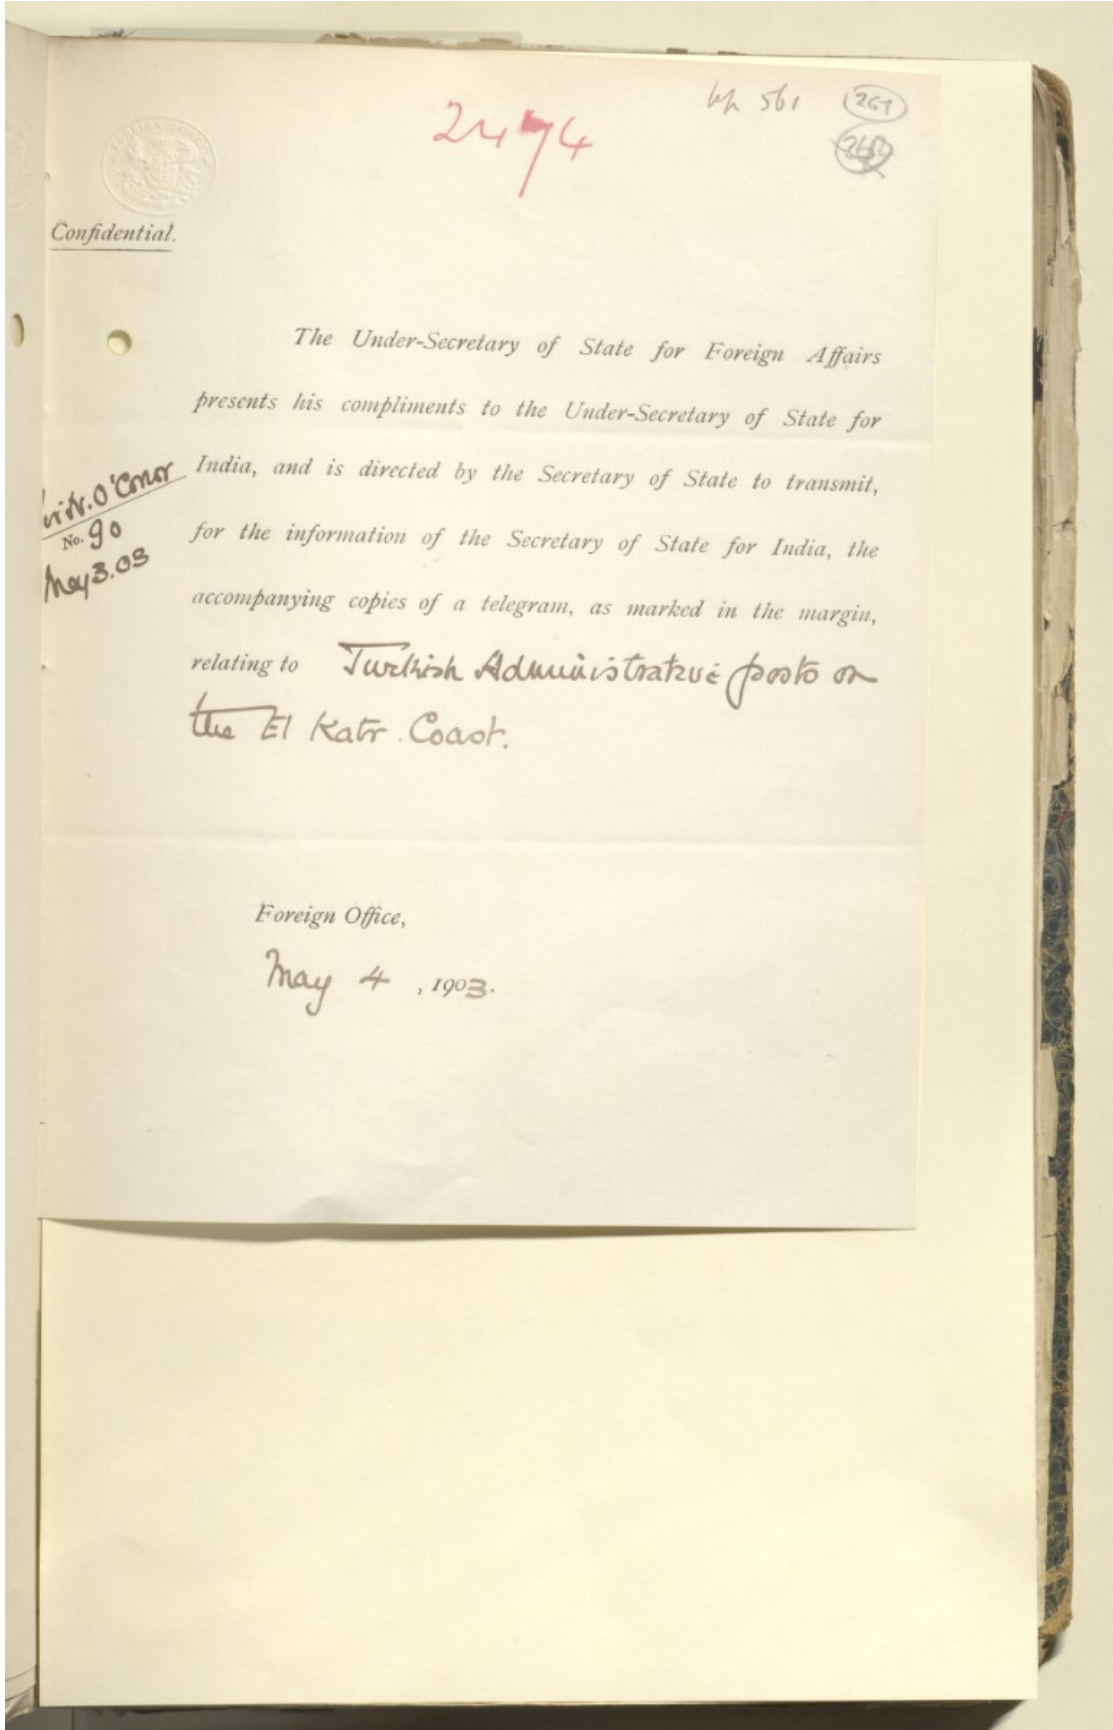 2474
561
267
Confidential.
The Under-Secretary of State for Foreign Affairs
presents his compliments to the Under-Secretary of State for
India, and is directed by the Secretary of State to transmit,
for the information of the Secretary of State for India, the
accompanying copies of a telegram, as marked in the margin,
relating to Turkish Administrative posts on
the El Katr Coast.
N. O'Conor
No. 90
May 3.03
Foreign Office,
May 4, 1903.